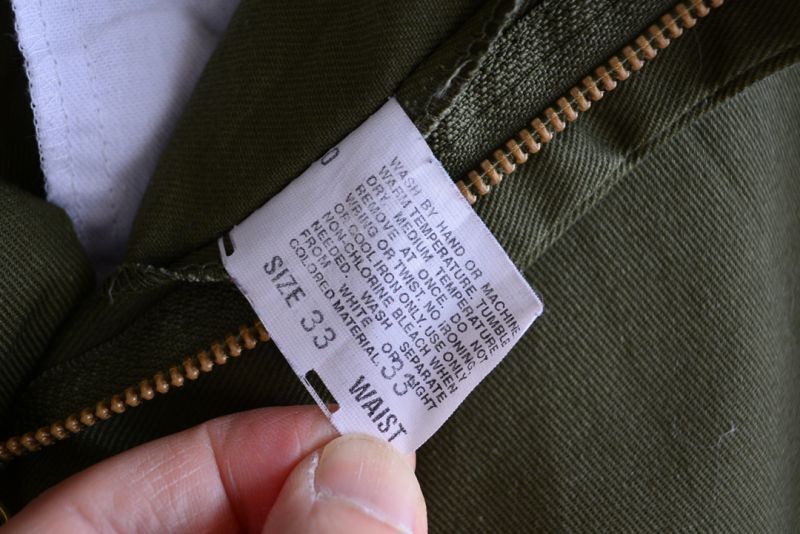 0
WASH BY HAND OR MACHINE
WARM TEMPERATURE. TUMBLE
DRY. MEDIUM TEMPERATURE
REMOVE AT ONCE. DO NOT
WRING OR TWIST. NO IRONING,
OR COOL IRON ONLY. USE ONLY
NON-CHLORINE BLEACH WHEN
NEEDED. WASH SEPARATE
FROM WHITE OR LIGHT
COLORED MATERIAL.
SIZE 33
33
WAIST